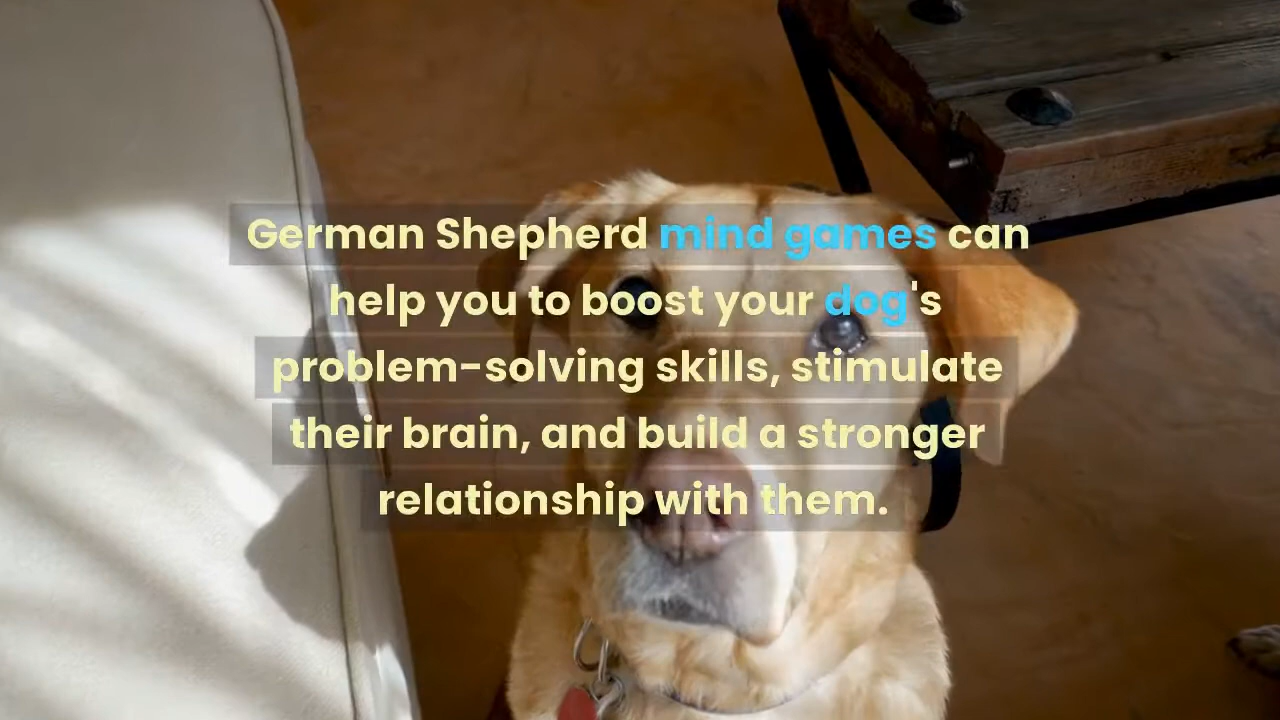 German Shepherd mind games can
help you to boost your dog's
problem-solving skills, stimulate
their brain, and build a stronger
relationship with them.